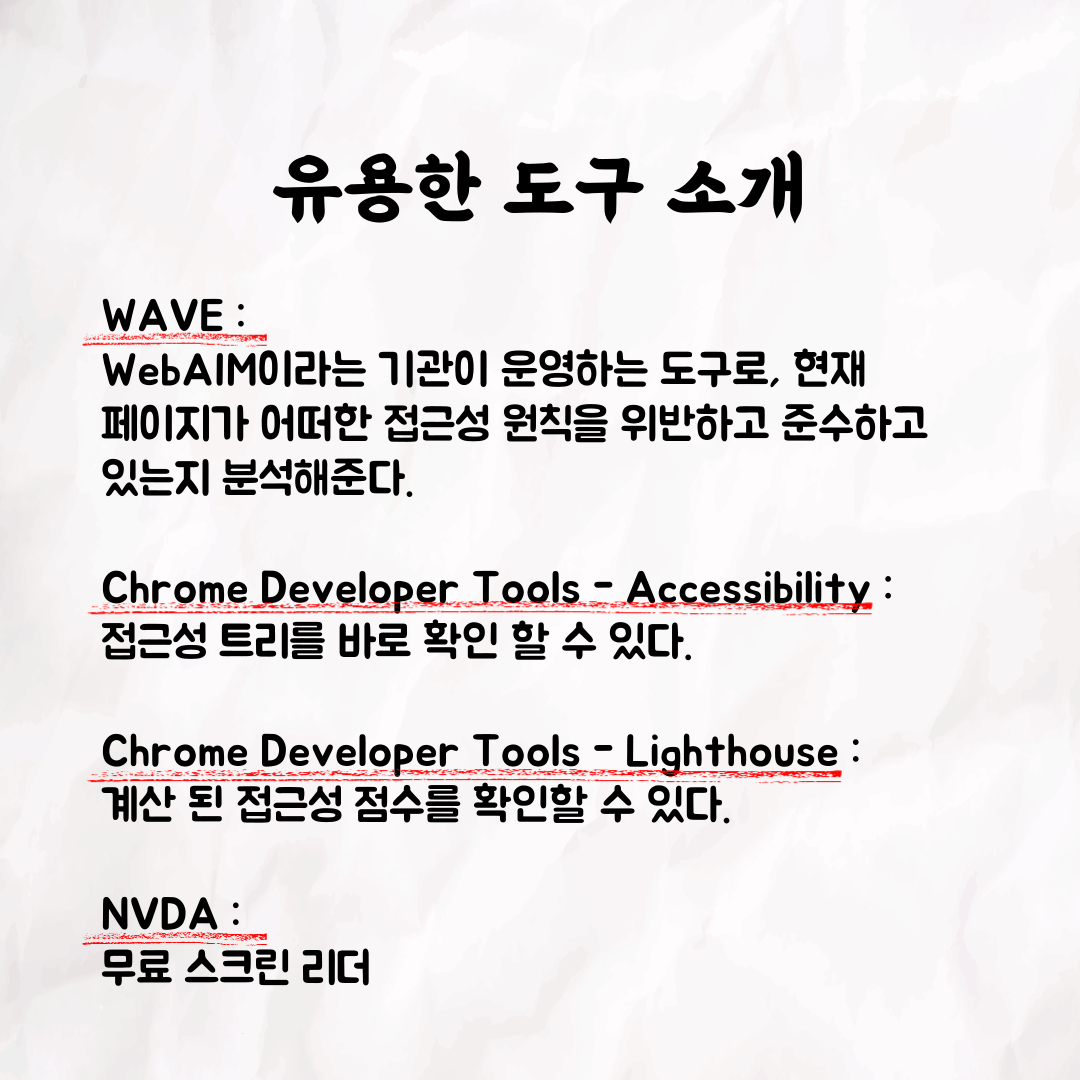 유용한 도구 소개
WAVE :
WebAIM이라는 기관이 운영하는 도구로, 현재
페이지가 어떠한 접근성 원칙을 위반하고 준수하고
있는지 분석해준다.
Chrome Developer Tools - Accessibility :
접근성 트리를 바로 확인 할 수 있다.
Chrome Developer Tools - Lighthouse :
계산 된 접근성 점수를 확인할 수 있다.
NVDA :
무료 스크린 리더